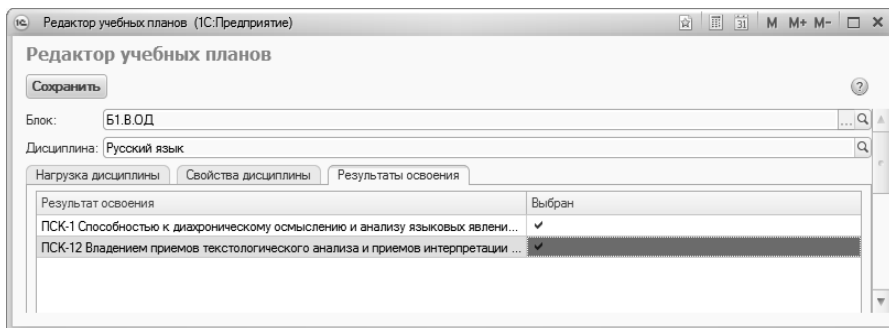 Редактор учебных планов (1С:Предприятие)
31 M M+ M-
Редактор учебных планов
Сохранить
?
Блок: Б1.В.ОД ...
Дисциплина: Русский язык
Нагрузка дисциплины Свойства дисциплины Результаты освоения
Результат освоения Выбран
ПСК-1 Способностью к диахроническому осмыслению и анализу языковых явлени...
ПСК-12 Владением приемов текстологического анализа и приемов интерпретации ...